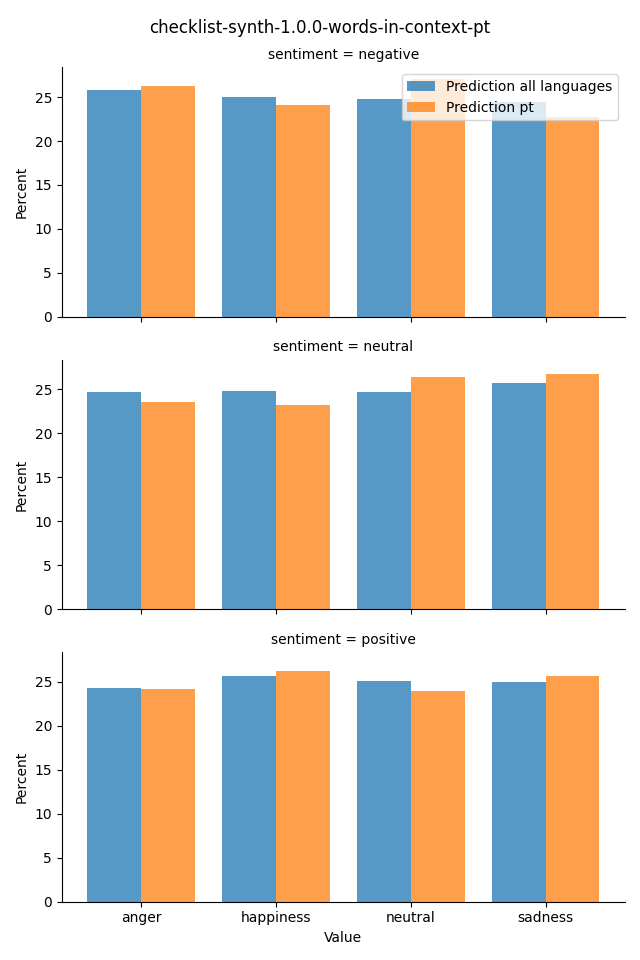 checklist-synth-1.0.0-words-in-context-pt
sentiment = negative
Prediction all languages
Prediction pt
25
20
15
10
5
0
Percent
sentiment = neutral
25
20
15
10
5
0
Percent
sentiment = positive
25
20
15
10
5
0
Percent
anger happiness neutral sadness
Value